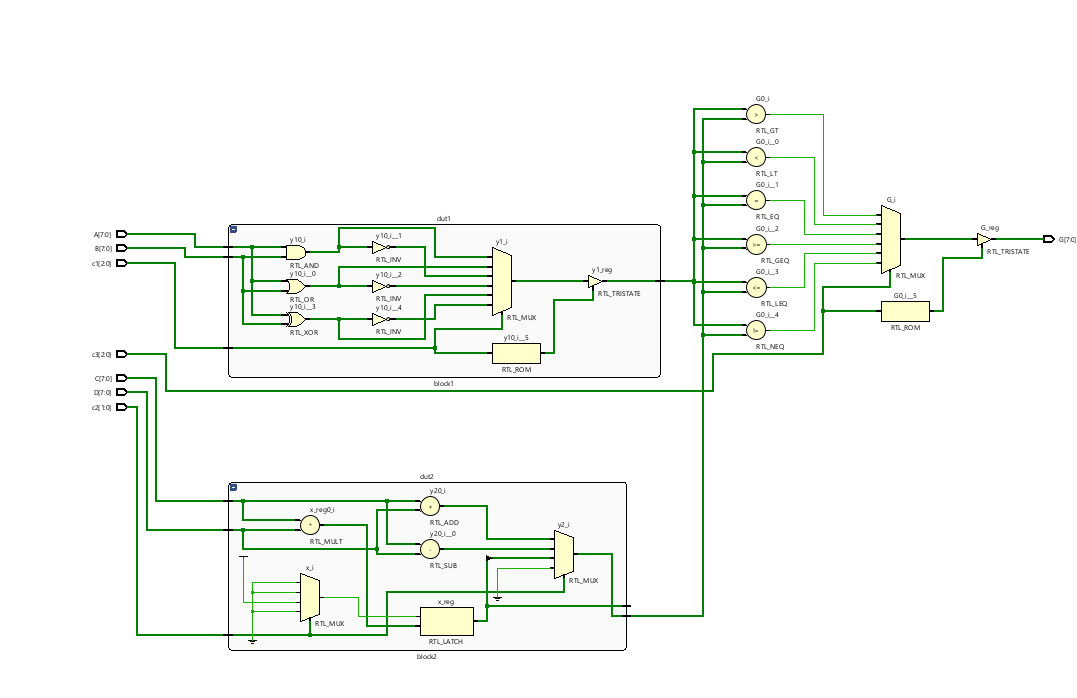 G0_i
>
RTL_GT
G0_i__0
<
RTL_LT
G0_i__1
=
RTL_EQ
G0_i__2
>=
RTL_GEQ
G0_i__3
<=
RTL_LEQ
G0_i__4
!=
RTL_NEQ
G_i
RTL_MUX
G_reg
RTL_TRISTATE
G[7:0]
G0_i__5
RTL_ROM
A[7:0]
B[7:0]
c1[2:0]
c3[2:0]
C[7:0]
D[7:0]
c2[1:0]
dut1
y10_i
RTL_AND
y10_i__0
RTL_OR
y10_i__3
RTL_XOR
y10_i__1
RTL_INV
y10_i__2
RTL_INV
y10_i__4
RTL_INV
y1_i
RTL_MUX
y1_reg
RTL_TRISTATE
y10_i__5
RTL_ROM
block1
dut2
x_reg0_i
*
RTL_MULT
y20_i
+
RTL_ADD
y20_i__0
-
RTL_SUB
y2_i
RTL_MUX
x_i
RTL_MUX
x_reg
RTL_LATCH
block2